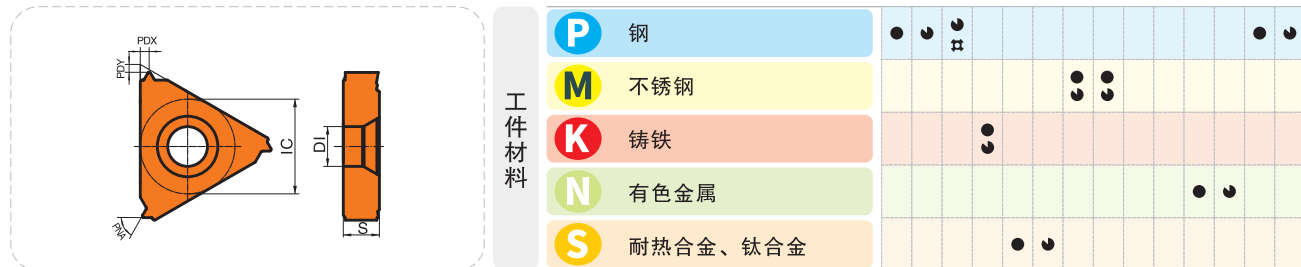 PDX
PDY
IC
DI
S
PNA
工件材料
P 钢
M 不锈钢
K 铸铁
N 有色金属
S 耐热合金、钛合金